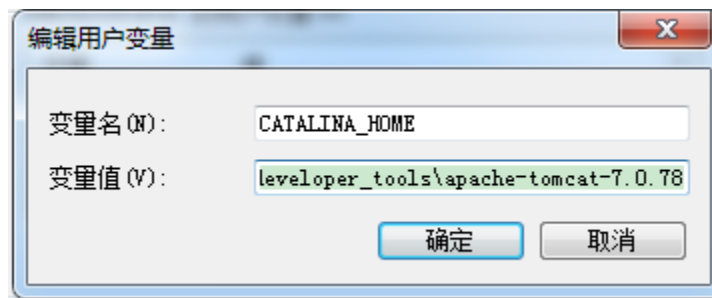 编辑用户变量
变量名(N):
CATALINA_HOME
变量值(V):
leveloper_tools\apache-tomcat-7.0.78
确定
取消